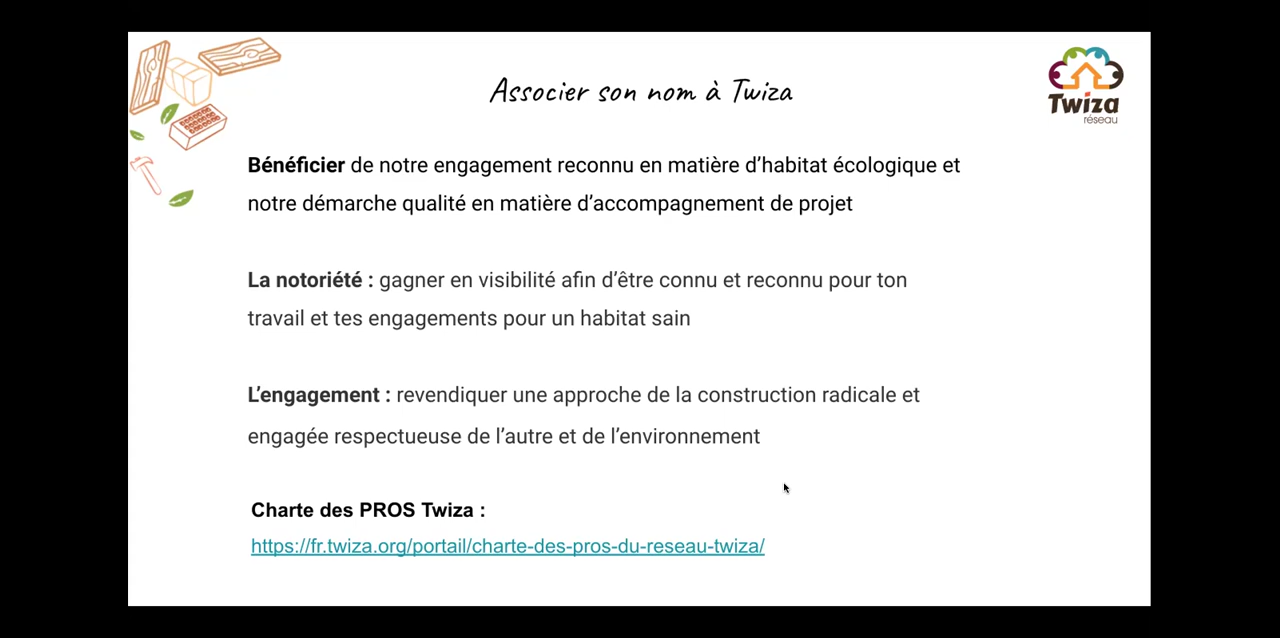 Associer son nom à Twiza
Twiza
réseau
Bénéficier de notre engagement reconnu en matière d’habitat écologique et
notre démarche qualité en matière d’accompagnement de projet
La notoriété : gagner en visibilité afin d’être connu et reconnu pour ton
travail et tes engagements pour un habitat sain
L’engagement : revendiquer une approche de la construction radicale et
engagée respectueuse de l’autre et de l’environnement
Charte des PROS Twiza :
https://fr.twiza.org/portail/charte-des-pros-du-reseau-twiza/